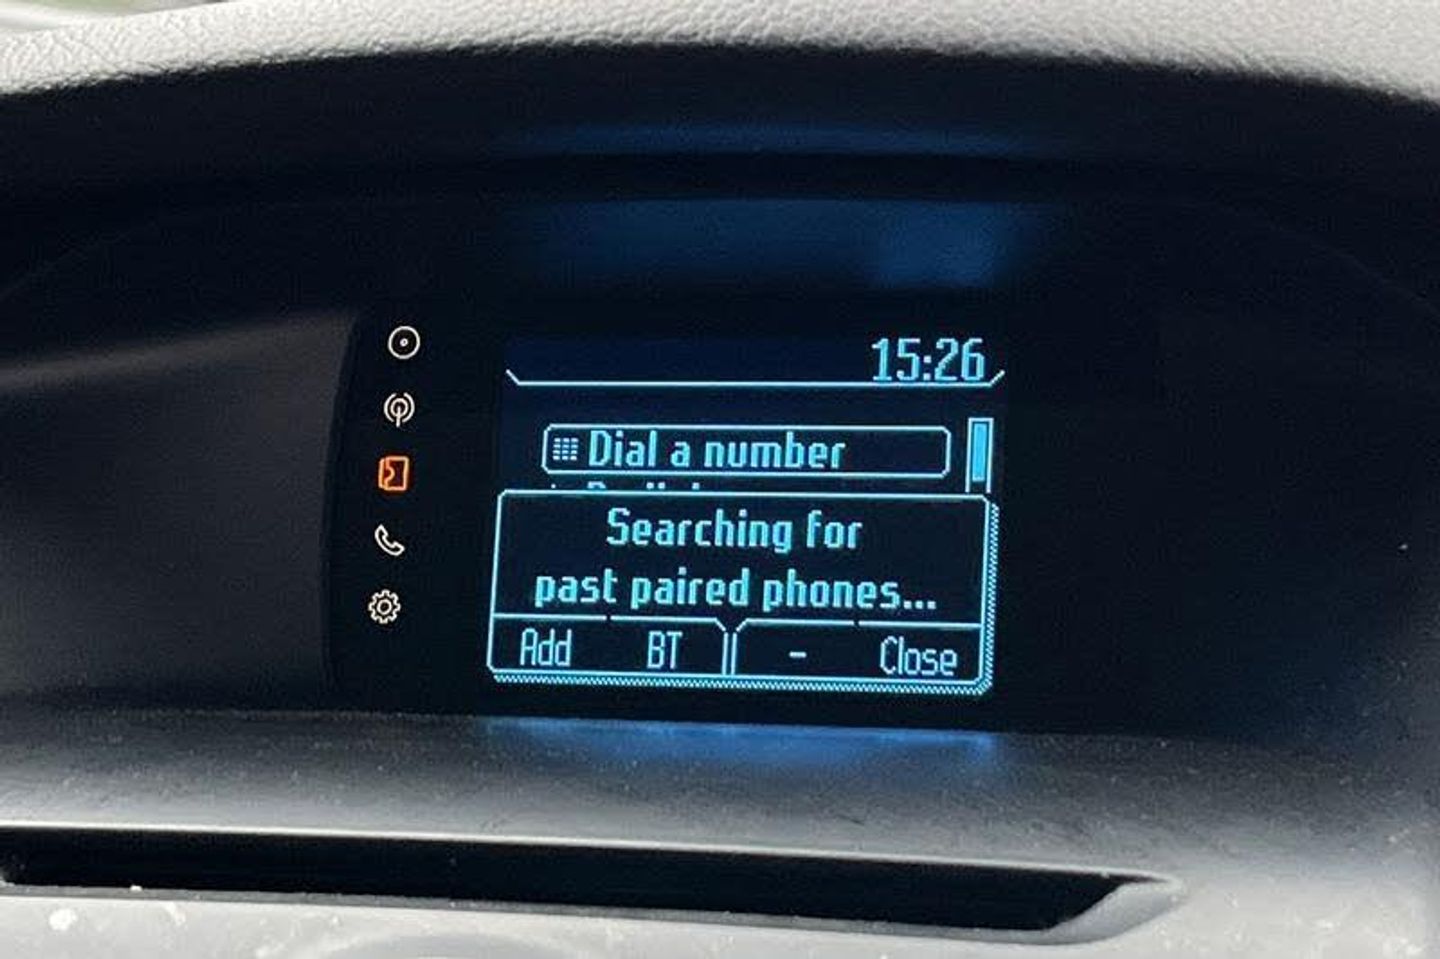 15:26
Dial a number
Searching for
past paired phones...
Add BT - Close